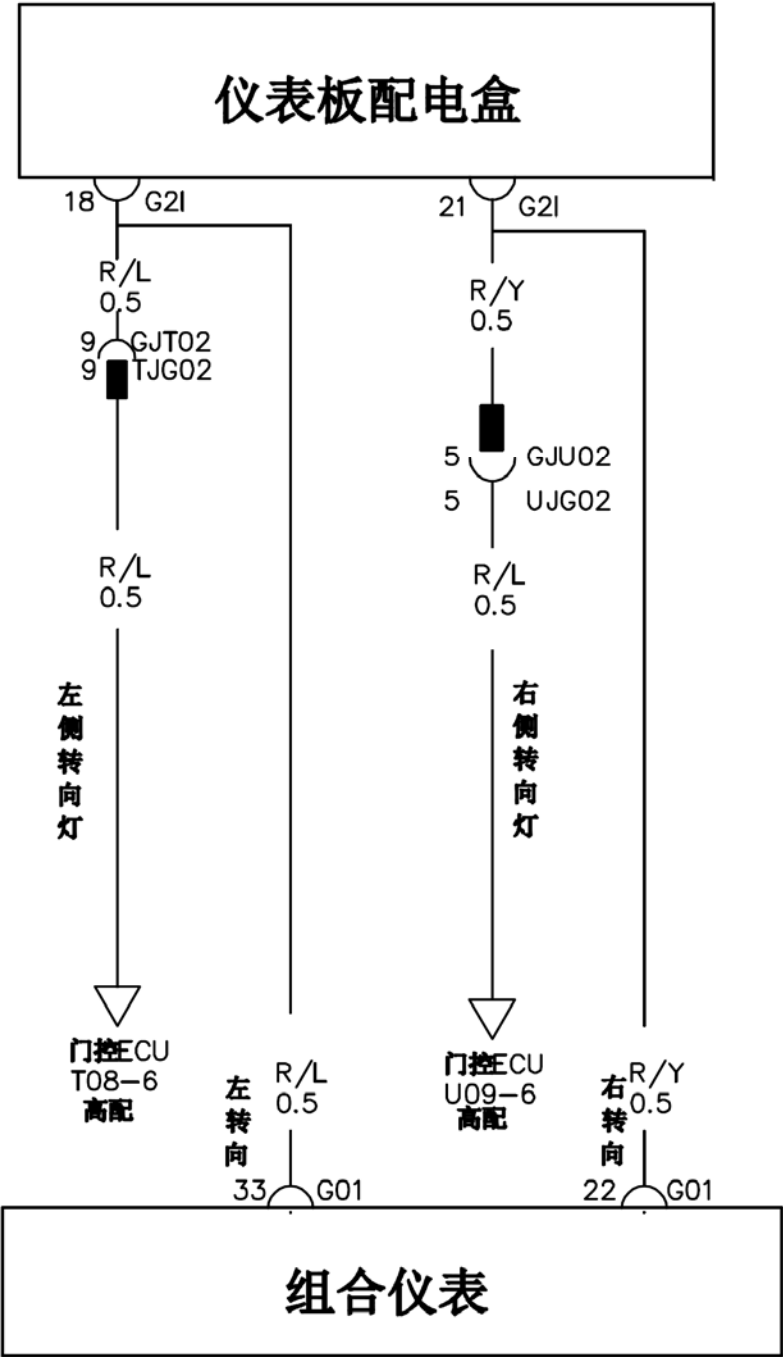 仪表板配电盒
18 G2I
21 G2I
R/L
0.5
R/Y
0.5
9 GJT02
9 TJG02
5 GJU02
5 UJG02
R/L
0.5
R/L
0.5
左侧转向灯
右侧转向灯
门控ECU
T08-6
高配
门控ECU
U09-6
高配
左转向
R/L
0.5
右转向
R/Y
0.5
33 G01
22 G01
组合仪表